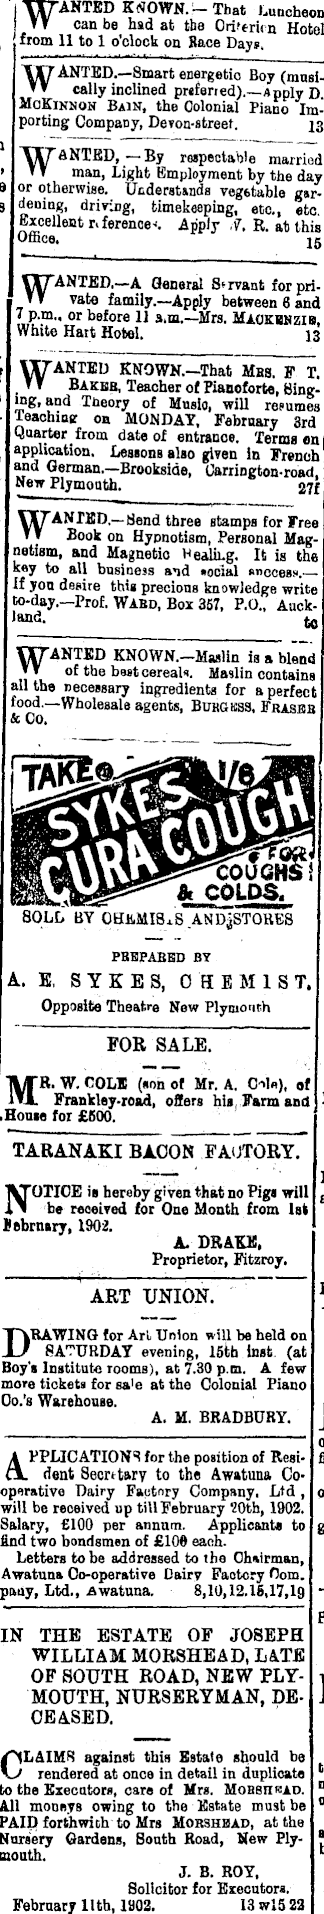 WANTED KNOWN.— That Luncheon
can be had at the Criterion Hotel
from 11 to 1 o'clock on Race Days.
WANTED.—Smart energetic Boy (musi-
cally inclined preferred).—Apply D.
MCKINNON BAIN, the Colonial Piano Im-
porting Company, Devon-street. 13
WANTED, — By respectable married
man, Light Employment by the day
or otherwise. Understands vegetable gar-
dening, driving, timekeeping, etc., etc.
Excellent references. Apply V. R. at this
Office. 15
WANTED.—A General Servant for pri-
vate family.—Apply between 6 and
7 p.m., or before 11 a.m.—Mrs. MACKENZIE,
White Hart Hotel. 13
WANTED KNOWN.—That MRS. F T.
BAKER, Teacher of Pianoforte, Sing-
ing, and Theory of Music, will resumes
Teaching on MONDAY, February 3rd
Quarter from date of entrance. Terms on
application. Lessons also given in French
and German.—Brookside, Carrington-road,
New Plymouth. 27f
WANTED.—Send three stamps for Free
Book on Hypnotism, Personal Mag-
netism, and Magnetic Healing. It is the
key to all business and social success.—
If you desire this precious knowledge write
to-day.—Prof. WARD, Box 357, P.O., Auck-
land. tc
WANTED KNOWN.—Maslin is a blend
of the best cereals. Maslin contains
all the necessary ingredients for a perfect
food.—Wholesale agents, BURGESS, FRASER
& Co.
TAKE 1/6
SYKES
CURA COUGH
FOR
COUGHS
& COLDS.
SOLD BY CHEMISTS AND STORES
PREPARED BY
A. E. SYKES, CHEMIST.
Opposite Theatre New Plymouth
FOR SALE.
MR. W. COLE (son of Mr. A. Cole), of
Frankley-road, offers his Farm and
House for £500.
TARANAKI BACON FACTORY.
NOTICE is hereby given that no Pigs will
be received for One Month from 1st
February, 1902.
A. DRAKE,
Proprietor, Fitzroy.
ART UNION.
DRAWING for Art Union will be held on
SATURDAY evening, 15th inst. (at
Boy's Institute rooms), at 7.30 p.m. A few
more tickets for sale at the Colonial Piano
Co.'s Warehouse.
A. M. BRADBURY.
APPLICATIONS for the position of Resi-
dent Secretary to the Awatuna Co-
operative Dairy Factory Company, Ltd,
will be received up till February 20th, 1902.
Salary, £100 per annum. Applicants to
find two bondsmen of £100 each.
Letters to be addressed to the Chairman,
Awatuna Co-operative Dairy Factory Com-
pany, Ltd., Awatuna. 8,10,12.15,17,19
IN THE ESTATE OF JOSEPH
WILLIAM MORSHEAD, LATE
OF SOUTH ROAD, NEW PLY-
MOUTH, NURSERYMAN, DE-
CEASED.
CLAIMS against this Estate should be
rendered at once in detail in duplicate
to the Executors, care of Mrs. MORSHEAD.
All moneys owing to the Estate must be
PAID forthwith to Mrs MORSHEAD, at the
Nursery Gardens, South Road, New Ply-
mouth.
J. B. ROY,
Solicitor for Executors.
February 11th, 1902. 13 w15 22